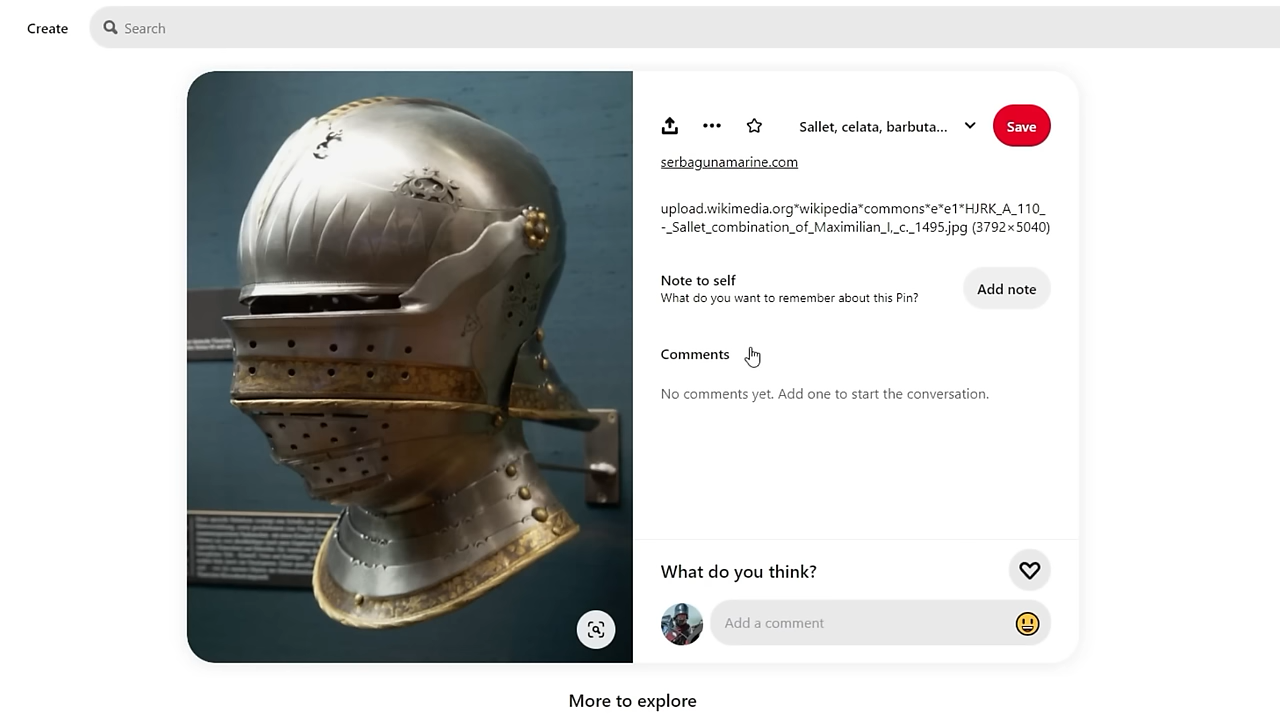 Create
Search
Sallet, celata, barbuta...
Save
serbagunamarine.com
upload.wikimedia.org*wikipedia*commons*e*e1*HJRK_A_110_
-_Sallet_combination_of_Maximilian_I,_c._1495.jpg (3792×5040)
Note to self
What do you want to remember about this Pin?
Add note
Comments
No comments yet. Add one to start the conversation.
What do you think?
Add a comment
More to explore